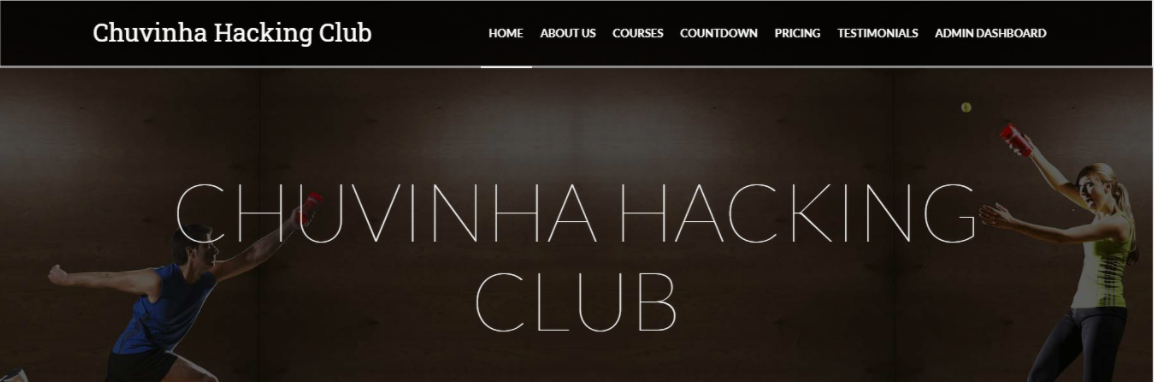 Chuvinha Hacking Club
HOME ABOUT US COURSES COUNTDOWN PRICING TESTIMONIALS ADMIN DASHBOARD
CHUVINHA HACKING
CLUB